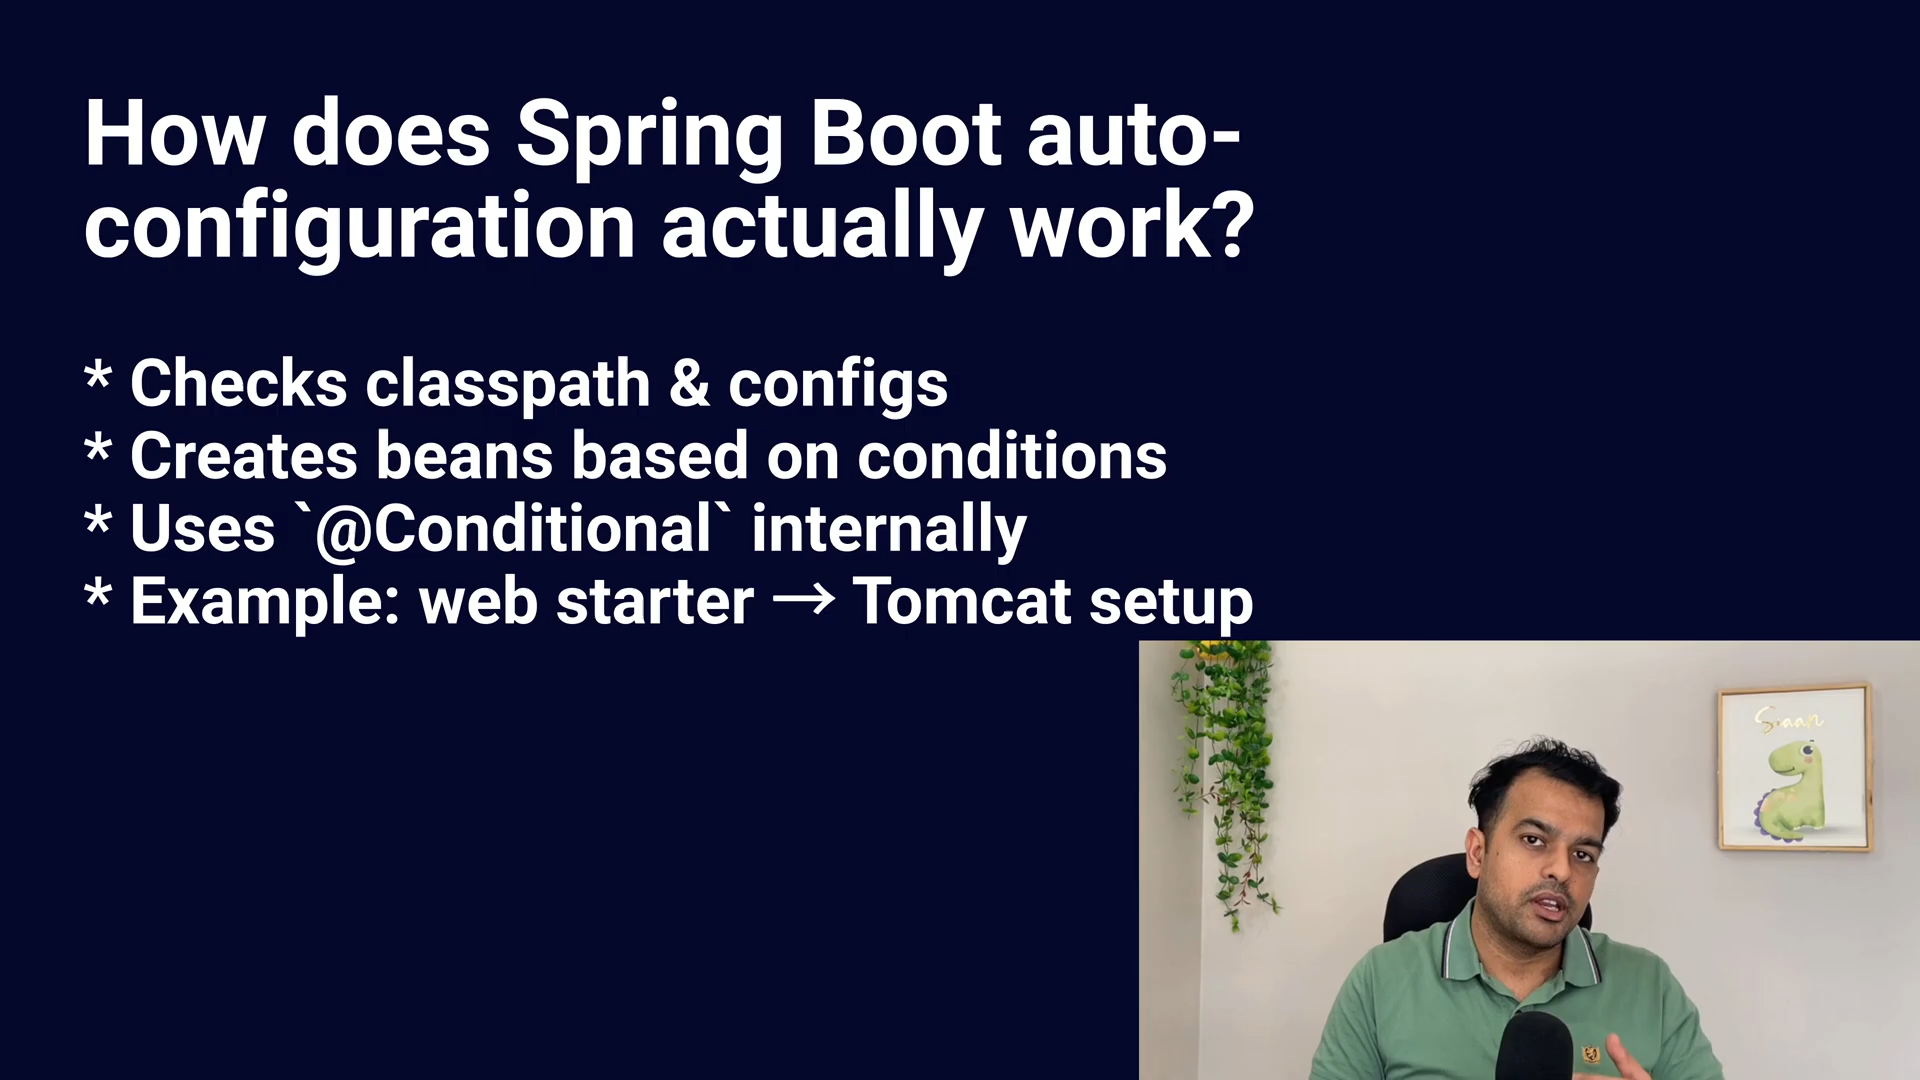 How does Spring Boot auto-
configuration actually work?
* Checks classpath & configs
* Creates beans based on conditions
* Uses `@Conditional` internally
* Example: web starter → Tomcat setup